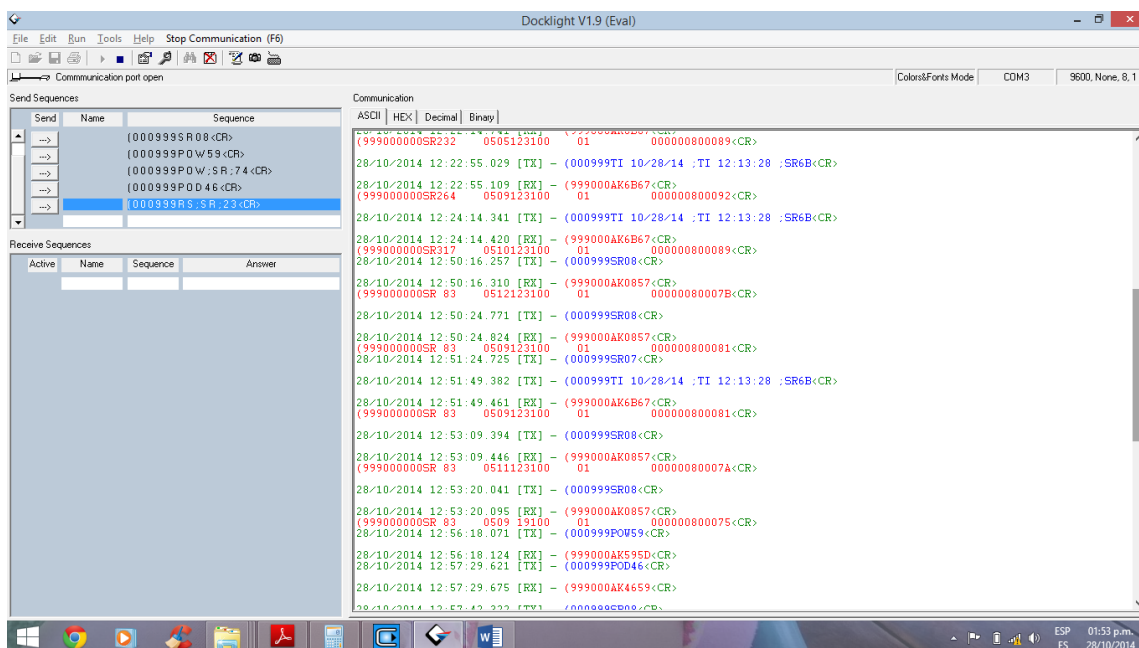 Docklight V1.9 (Eval)
File Edit Run Tools Help Stop Communication (F6)
Commmunication port open
Colors&Fonts Mode COM3 9600, None, 8, 1
Send Sequences
Send Name Sequence
---> (000999SR08<CR>
---> (000999POW59<CR>
---> (000999POW;SR;74<CR>
---> (000999POD46<CR>
---> (000999RS;SR;23<CR>
Receive Sequences
Active Name Sequence Answer
Communication
ASCII HEX Decimal Binary
(999000000SR232 0505123100 01 000000800089<CR>
28/10/2014 12:22:55.029 [TX] - (000999TI 10/28/14 ;TI 12:13:28 ;SR6B<CR>
28/10/2014 12:22:55.109 [RX] - (999000AK6B67<CR>
(999000000SR264 0509123100 01 000000800092<CR>
28/10/2014 12:24:14.341 [TX] - (000999TI 10/28/14 ;TI 12:13:28 ;SR6B<CR>
28/10/2014 12:24:14.420 [RX] - (999000AK6B67<CR>
(999000000SR317 0510123100 01 000000800089<CR>
28/10/2014 12:50:16.257 [TX] - (000999SR08<CR>
28/10/2014 12:50:16.310 [RX] - (999000AK0857<CR>
(999000000SR 83 0512123100 01 00000080007B<CR>
28/10/2014 12:50:24.771 [TX] - (000999SR08<CR>
28/10/2014 12:50:24.824 [RX] - (999000AK0857<CR>
(999000000SR 83 0509123100 01 000000800081<CR>
28/10/2014 12:51:24.725 [TX] - (000999SR07<CR>
28/10/2014 12:51:49.382 [TX] - (000999TI 10/28/14 ;TI 12:13:28 ;SR6B<CR>
28/10/2014 12:51:49.461 [RX] - (999000AK6B67<CR>
(999000000SR 83 0509123100 01 000000800081<CR>
28/10/2014 12:53:09.394 [TX] - (000999SR08<CR>
28/10/2014 12:53:09.446 [RX] - (999000AK0857<CR>
(999000000SR 83 0511123100 01 00000080007A<CR>
28/10/2014 12:53:20.041 [TX] - (000999SR08<CR>
28/10/2014 12:53:20.095 [RX] - (999000AK0857<CR>
(999000000SR 83 0509 19100 01 000000800075<CR>
28/10/2014 12:56:18.071 [TX] - (000999POW59<CR>
28/10/2014 12:56:18.124 [RX] - (999000AK595D<CR>
28/10/2014 12:57:29.621 [TX] - (000999POD46<CR>
28/10/2014 12:57:29.675 [RX] - (999000AK4659<CR>
ESP 01:53 p.m.
ES 28/10/2014